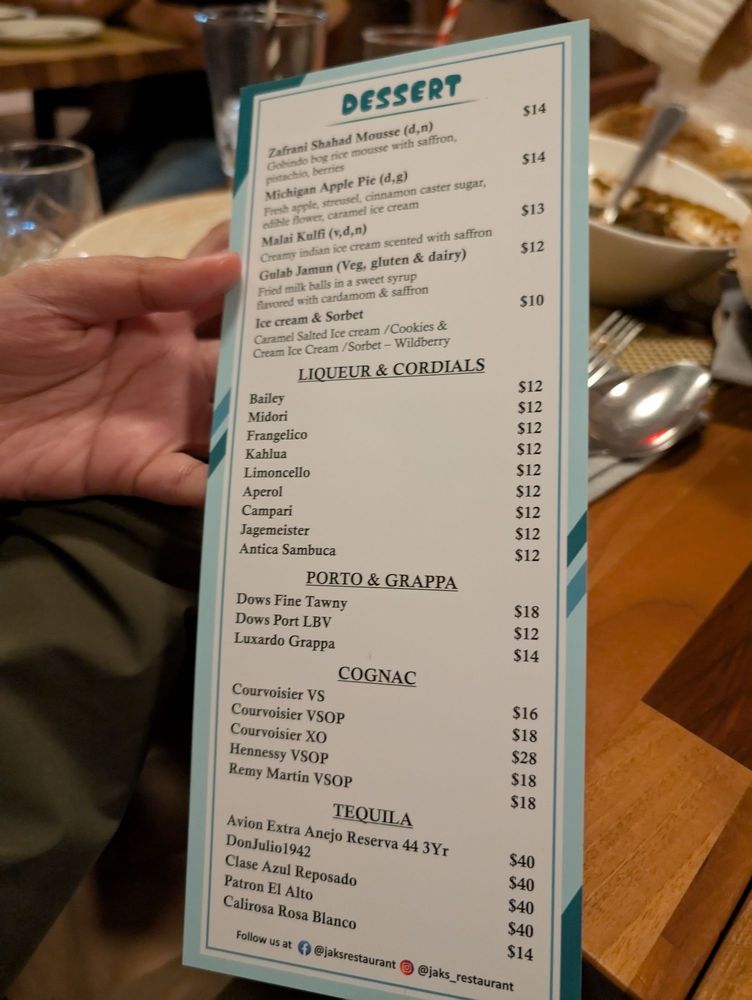 DESSERT
Zafrani Shahad Mousse (d,n) $14
Gobindo bog rice mousse with saffron,
pistachio, berries
Michigan Apple Pie (d,g) $14
Fresh apple, streusel, cinnamon caster sugar,
edible flower, caramel ice cream
Malai Kulfi (v,d,n) $13
Creamy indian ice cream scented with saffron
Gulab Jamun (Veg, gluten & dairy) $12
Fried milk balls in a sweet syrup
flavored with cardamom & saffron
Ice cream & Sorbet $10
Caramel Salted Ice cream /Cookies &
Cream Ice Cream /Sorbet – Wildberry
LIQUEUR & CORDIALS
Bailey $12
Midori $12
Frangelico $12
Kahlua $12
Limoncello $12
Aperol $12
Campari $12
Jagemeister $12
Antica Sambuca $12
PORTO & GRAPPA
Dows Fine Tawny $18
Dows Port LBV $12
Luxardo Grappa $14
COGNAC
Courvoisier VS $16
Courvoisier VSOP $18
Courvoisier XO $28
Hennessy VSOP $18
Remy Martin VSOP $18
TEQUILA
Avion Extra Anejo Reserva 44 3Yr $40
DonJulio1942 $40
Clase Azul Reposado $40
Patron El Alto $40
Calirosa Rosa Blanco $14
Follow us at @jaksrestaurant @jaks_restaurant